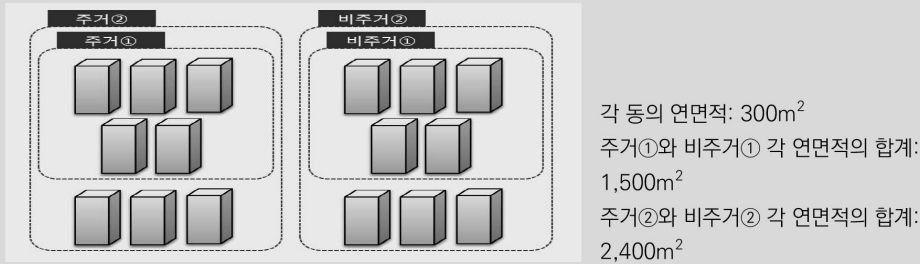 주거②
주거①
비주거②
비주거①
각 동의 연면적: 300m²
주거①와 비주거① 각 연면적의 합계:
1,500m²
주거②와 비주거② 각 연면적의 합계:
2,400m²